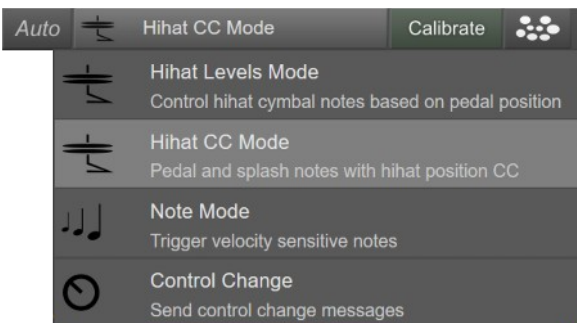 Auto Hihat CC Mode Calibrate
Hihat Levels Mode
Control hihat cymbal notes based on pedal position
Hihat CC Mode
Pedal and splash notes with hihat position CC
Note Mode
Trigger velocity sensitive notes
Control Change
Send control change messages